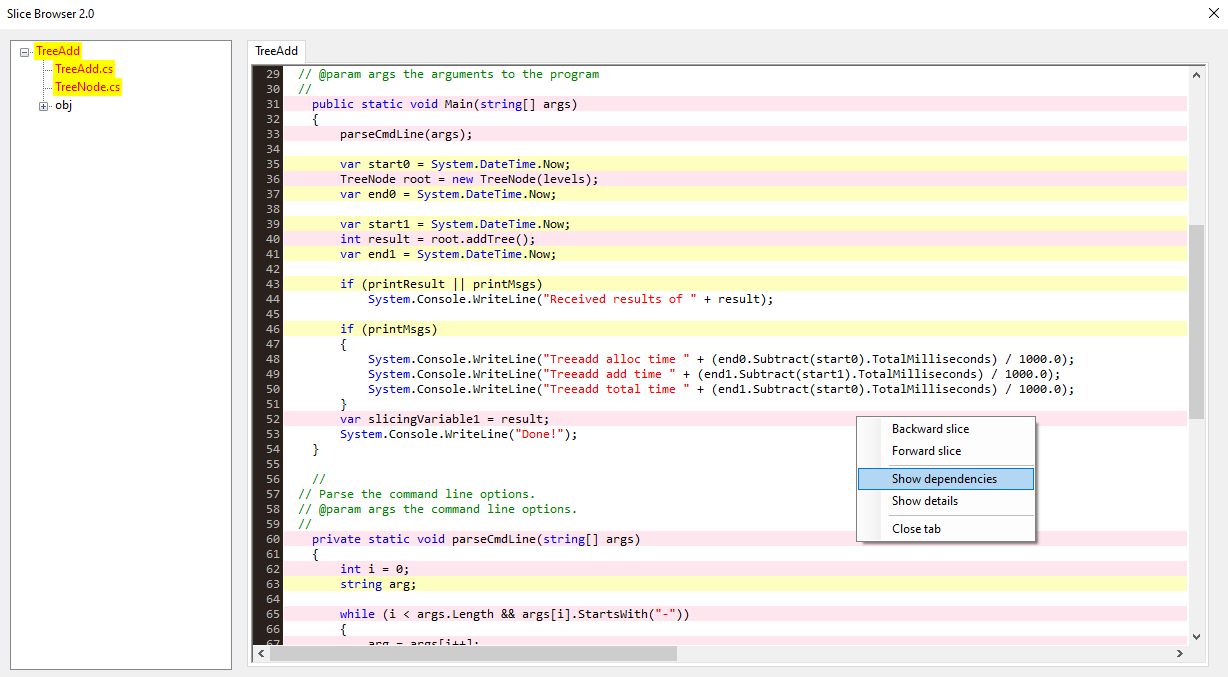 Slice Browser 2.0
TreeAdd
TreeAdd.cs
TreeNode.cs
obj
TreeAdd
29 // @param args the arguments to the program
30 //
31 public static void Main(string[] args)
32 {
33 parseCmdLine(args);
34
35 var start0 = System.DateTime.Now;
36 TreeNode root = new TreeNode(levels);
37 var end0 = System.DateTime.Now;
38
39 var start1 = System.DateTime.Now;
40 int result = root.addTree();
41 var end1 = System.DateTime.Now;
42
43 if (printResult || printMsgs)
44 System.Console.WriteLine("Received results of " + result);
45
46 if (printMsgs)
47 {
48 System.Console.WriteLine("Treeadd alloc time " + (end0.Subtract(start0).TotalMilliseconds) / 1000.0);
49 System.Console.WriteLine("Treeadd add time " + (end1.Subtract(start1).TotalMilliseconds) / 1000.0);
50 System.Console.WriteLine("Treeadd total time " + (end1.Subtract(start0).TotalMilliseconds) / 1000.0);
51 }
52 var slicingVariable1 = result;
53 System.Console.WriteLine("Done!");
54 }
55
56 //
57 // Parse the command line options.
58 // @param args the command line options.
59 //
60 private static void parseCmdLine(string[] args)
61 {
62 int i = 0;
63 string arg;
64
65 while (i < args.Length && args[i].StartsWith("-"))
66 {
67 arg = args[i++];
Backward slice
Forward slice
Show dependencies
Show details
Close tab